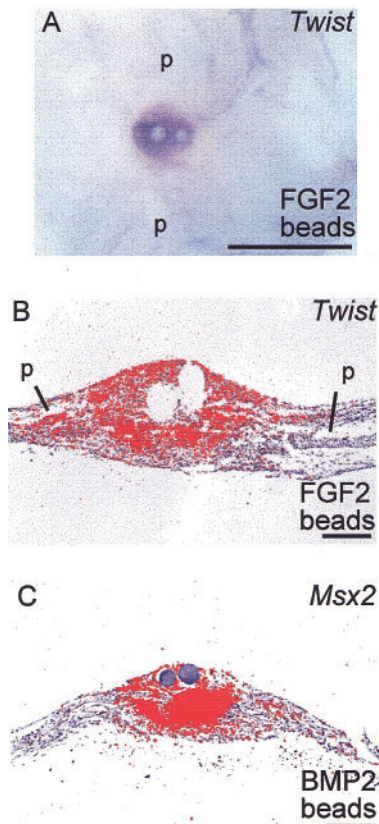 A Twist
p
p
FGF2
beads
B Twist
p p
FGF2
beads
C Msx2
BMP2
beads